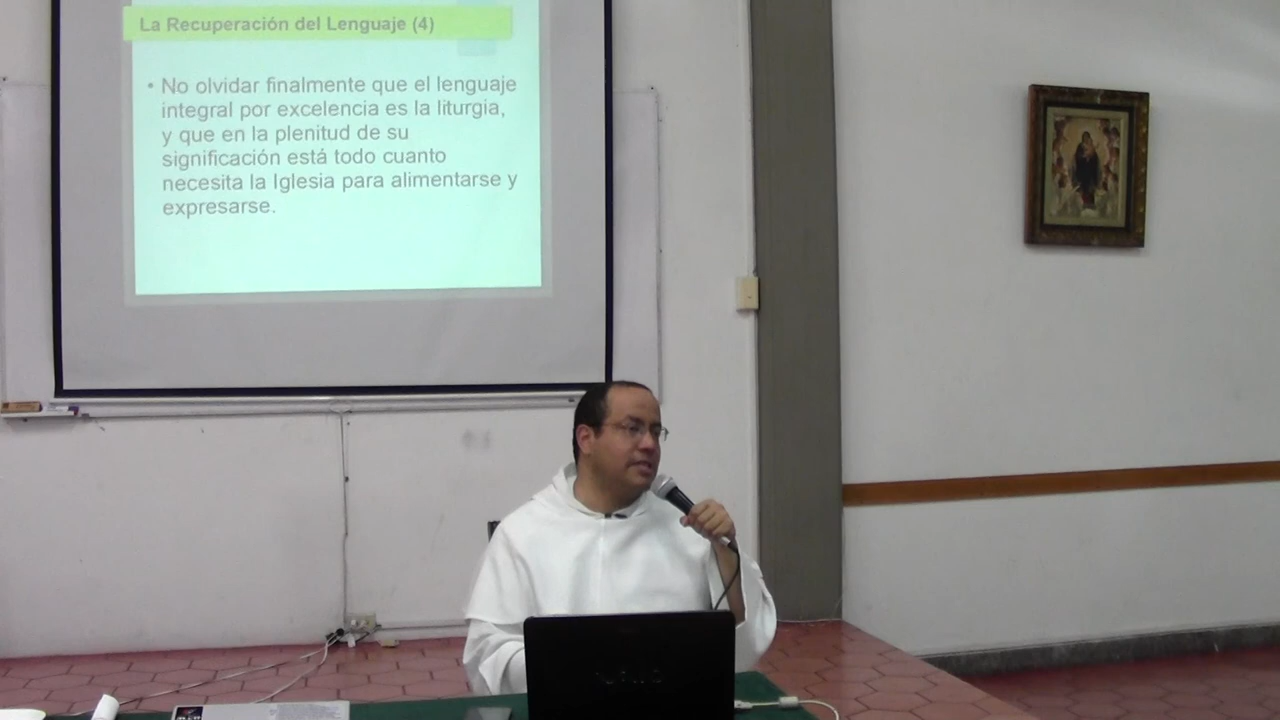 La Recuperación del Lenguaje (4)
• No olvidar finalmente que el lenguaje
integral por excelencia es la liturgia,
y que en la plenitud de su
significación está todo cuanto
necesita la Iglesia para alimentarse y
expresarse.